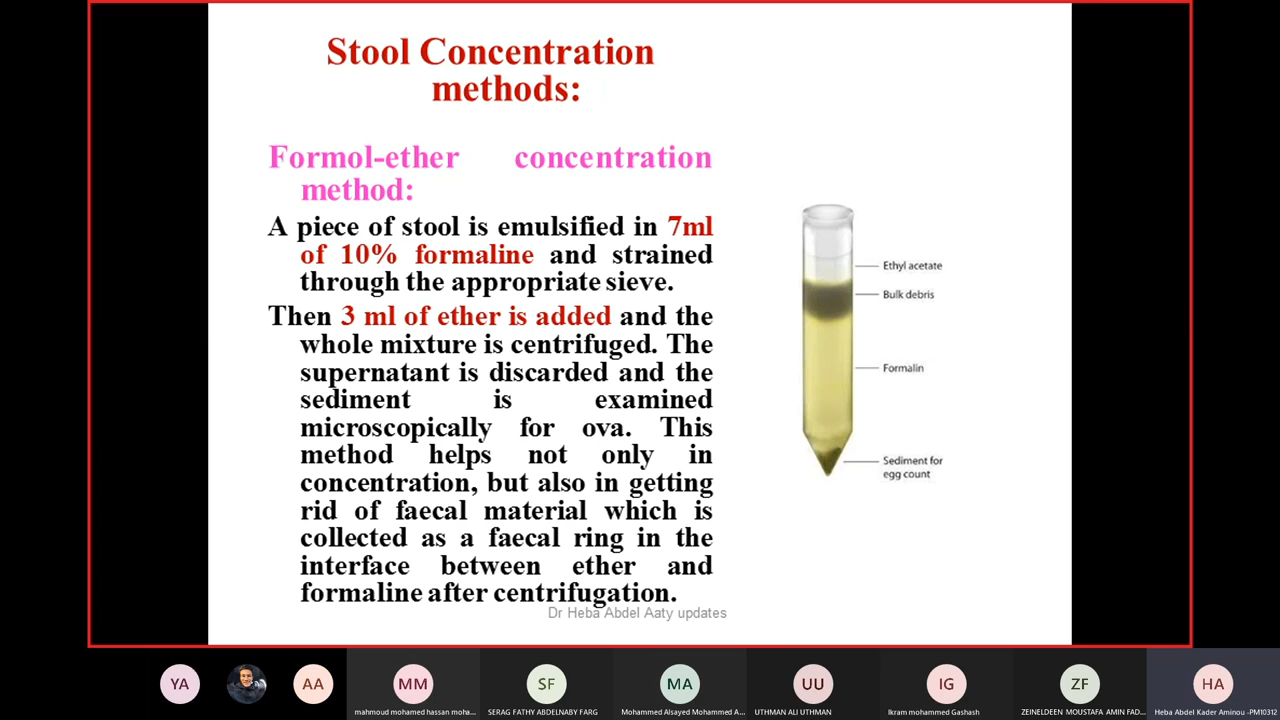 Stool Concentration
methods:
Formol-ether concentration
method:
A piece of stool is emulsified in 7ml
of 10% formaline and strained
through the appropriate sieve.
Then 3 ml of ether is added and the
whole mixture is centrifuged. The
supernatant is discarded and the
sediment is examined
microscopically for ova. This
method helps not only in
concentration, but also in getting
rid of faecal material which is
collected as a faecal ring in the
interface between ether and
formaline after centrifugation.
Ethyl acetate
Bulk debris
Formalin
Sediment for
egg count
Dr Heba Abdel Aaty updates
YA
AA
MM
SF
MA
UU
IG
ZF
HA
mahmoud mohamed hassan moha...
SERAG FATHY ABDELNABY FARG
Mohammed Alsayed Mohammed A...
UTHMAN ALI UTHMAN
Ikram mohammed Gashash
ZEINELDEEN MOUSTAFA AMIN FAD...
Heba Abdel Kader Aminou -PM10312